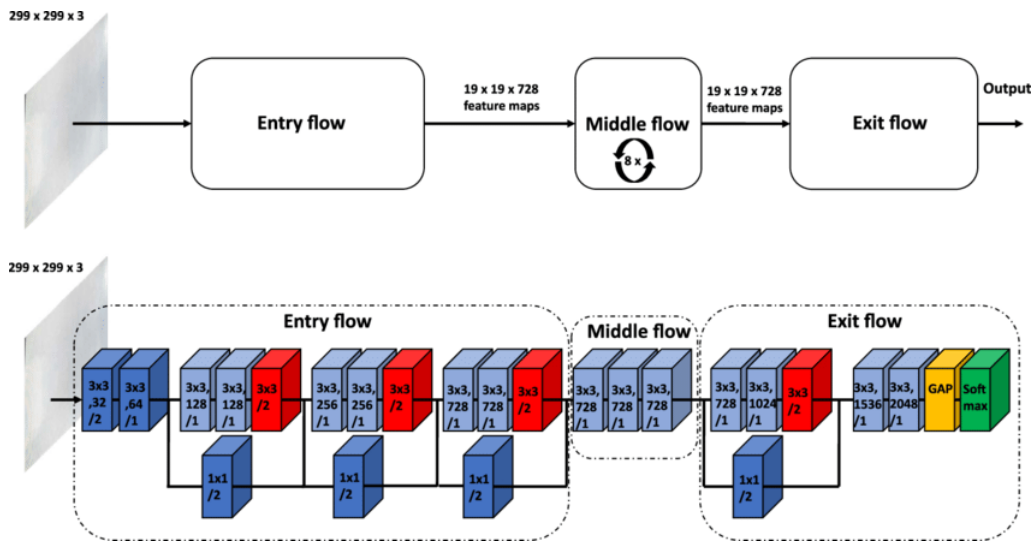 299 x 299 x 3
Entry flow
19 x 19 x 728
feature maps
Middle flow
8 x
19 x 19 x 728
feature maps
Exit flow
Output
299 x 299 x 3
Entry flow
Middle flow
Exit flow
3x3
,32
/2
3x3
,64
/1
3x3,
128
/1
3x3,
128
/1
3x3
/2
3x3,
256
/1
3x3,
256
/1
3x3
/2
3x3,
728
/1
3x3,
728
/1
3x3
/2
3x3,
728
/1
3x3,
728
/1
3x3,
728
/1
3x3,
728
/1
3x3,
1024
/1
3x3
/2
3x3,
1536
/1
3x3,
2048
/1
GAP
Soft
max
1x1
/2
1x1
/2
1x1
/2
1x1
/2